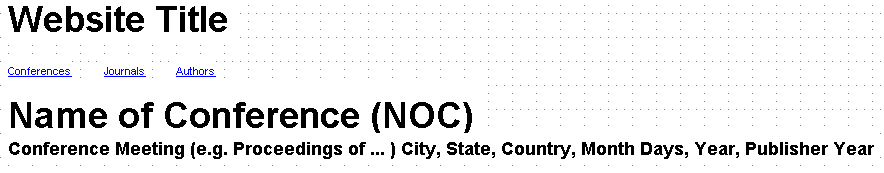 Website Title
Conferences Journals Authors
Name of Conference (NOC)
Conference Meeting (e.g. Proceedings of ... ) City, State, Country, Month Days, Year, Publisher Year